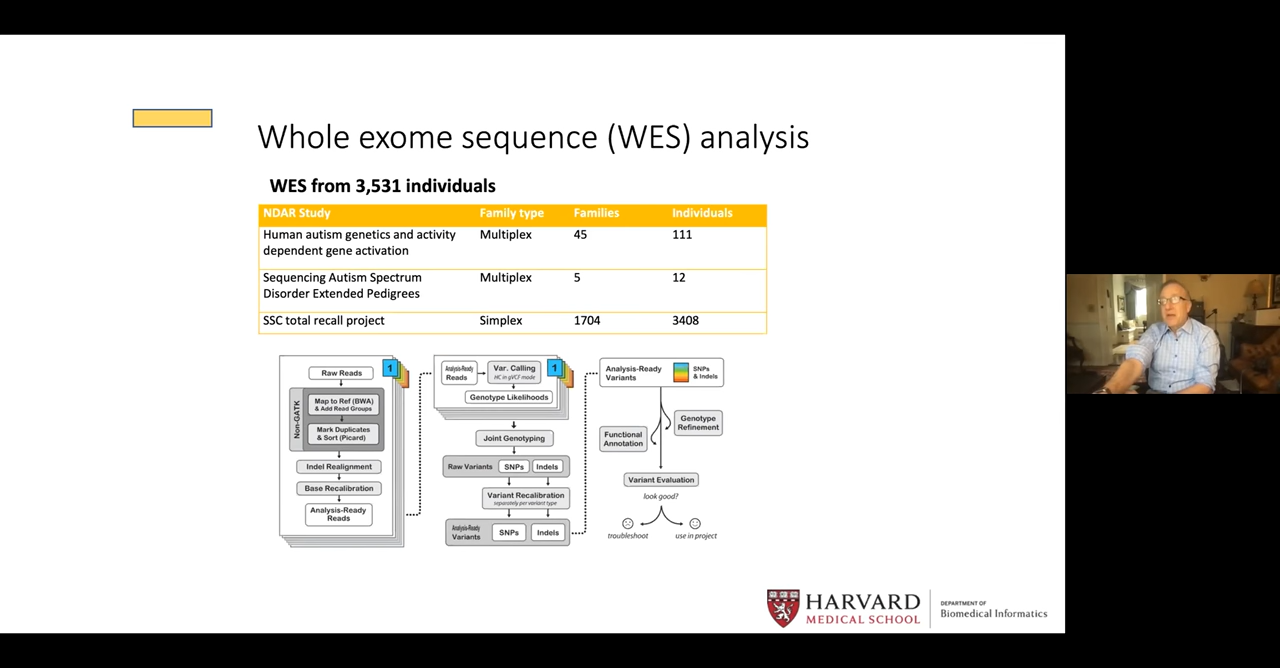 Whole exome sequence (WES) analysis
WES from 3,531 individuals
NDAR Study Family type Families Individuals
Human autism genetics and activity Multiplex 45 111
dependent gene activation
Sequencing Autism Spectrum Multiplex 5 12
Disorder Extended Pedigrees
SSC total recall project Simplex 1704 3408
1
Raw Reads
Non-GATK
Map to Ref (BWA)
& Add Read Groups
Mark Duplicates
& Sort (Picard)
Indel Realignment
Base Recalibration
Analysis-Ready
Reads
1
Analysis-Ready
Reads
Var. Calling
HC in gVCF mode
Genotype Likelihoods
Joint Genotyping
Raw Variants SNPs Indels
Variant Recalibration
separately per variant type
Analysis-Ready
Variants
SNPs Indels
Analysis-Ready
Variants
SNPs
& Indels
Genotype
Refinement
Functional
Annotation
Variant Evaluation
look good?
troubleshoot use in project
HARVARD
MEDICAL SCHOOL
DEPARTMENT OF
Biomedical Informatics